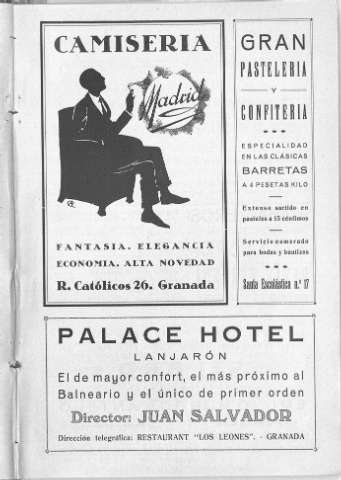 CAMISERIA
Madrid
FANTASIA. ELEGANCIA
ECONOMIA. ALTA NOVEDAD
R. Católicos 26. Granada
GRAN
PASTELERIA
Y
CONFITERIA
ESPECIALIDAD
EN LAS CLÁSICAS
BARRETAS
A 4 PESETAS KILO
Extenso surtido en
pasteles a 15 céntimos
Servicio esmerado
para bodas y bautizos
Santa Escolástica n.º 17
PALACE HOTEL
LANJARÓN
El de mayor confort, el más próximo al
Balneario y el único de primer orden
Director: JUAN SALVADOR
Dirección telegráfica: RESTAURANT "LOS LEONES". - GRANADA